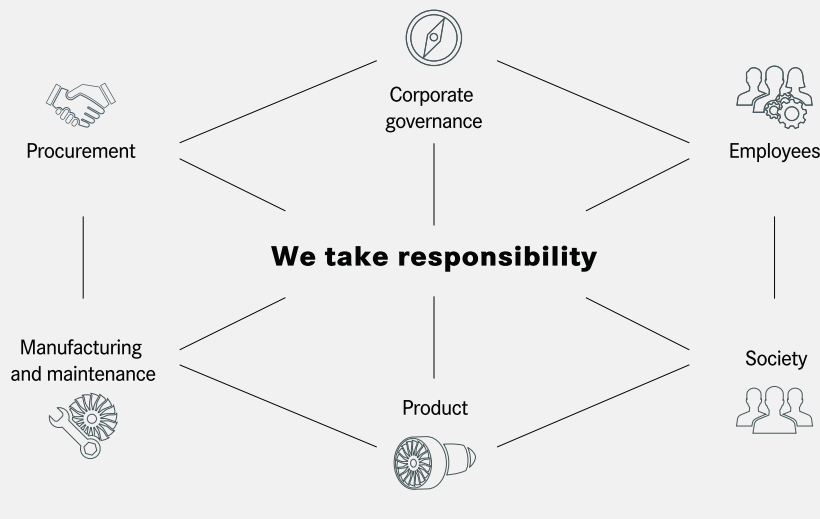 Corporate
governance
Procurement
Employees
We take responsibility
Manufacturing
and maintenance
Society
Product